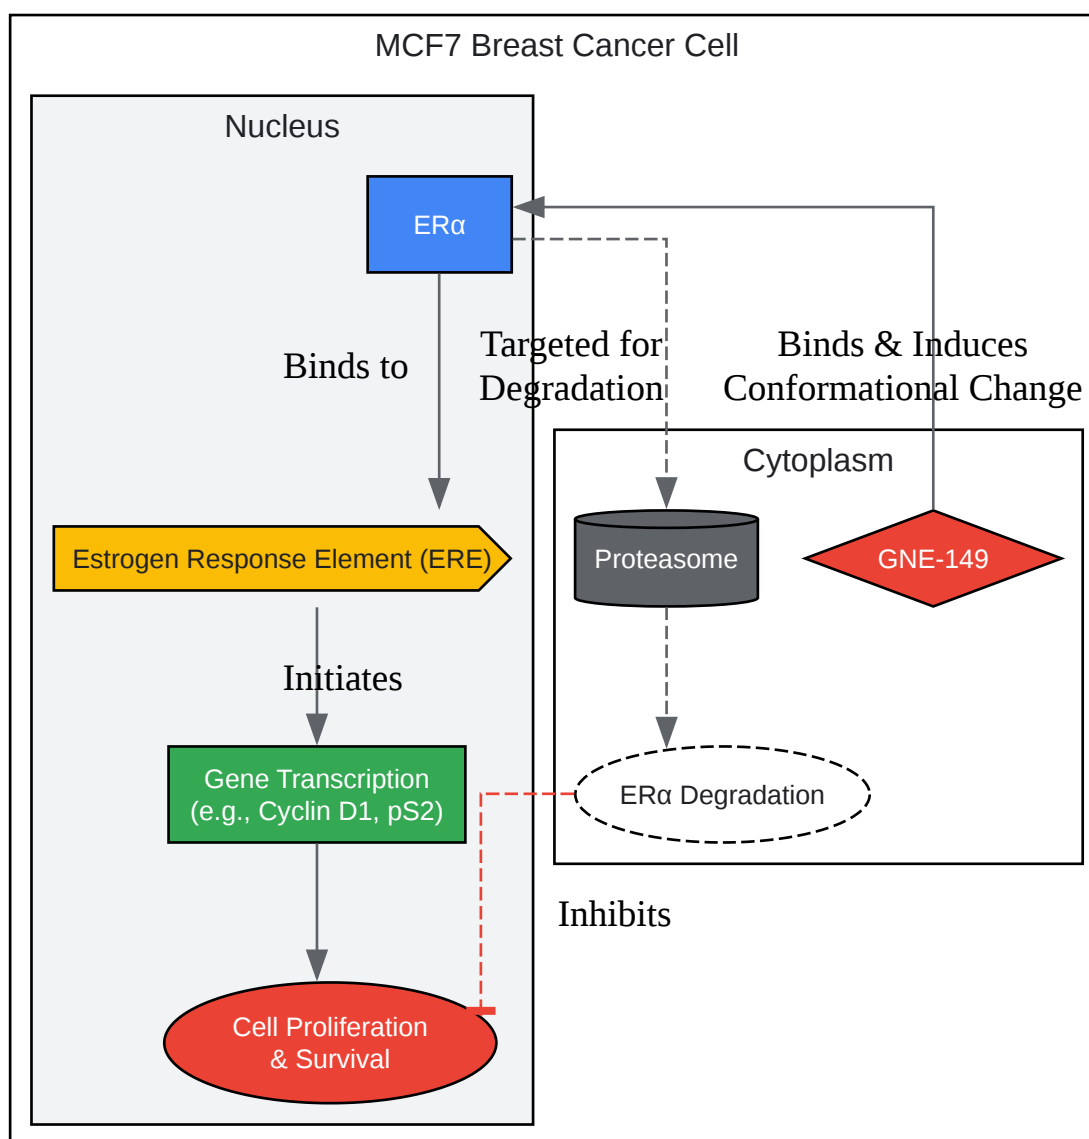 MCF7 Breast Cancer Cell
Nucleus
ERα
Binds to
Targeted for
Degradation
Binds & Induces
Conformational Change
Cytoplasm
Estrogen Response Element (ERE)
Proteasome
GNE-149
Initiates
Gene Transcription
(e.g., Cyclin D1, pS2)
ERα Degradation
Inhibits
Cell Proliferation
& Survival